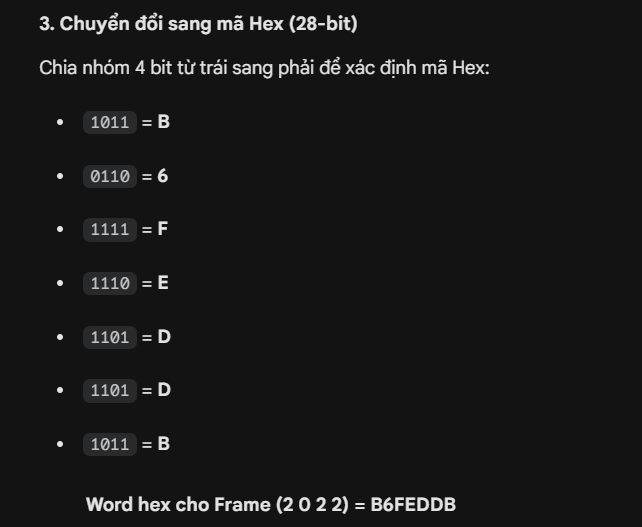 3. Chuyển đổi sang mã Hex (28-bit)
Chia nhóm 4 bit từ trái sang phải để xác định mã Hex:
• 1011 = B
• 0110 = 6
• 1111 = F
• 1110 = E
• 1101 = D
• 1101 = D
• 1011 = B
Word hex cho Frame (2 0 2 2) = B6FEDDB